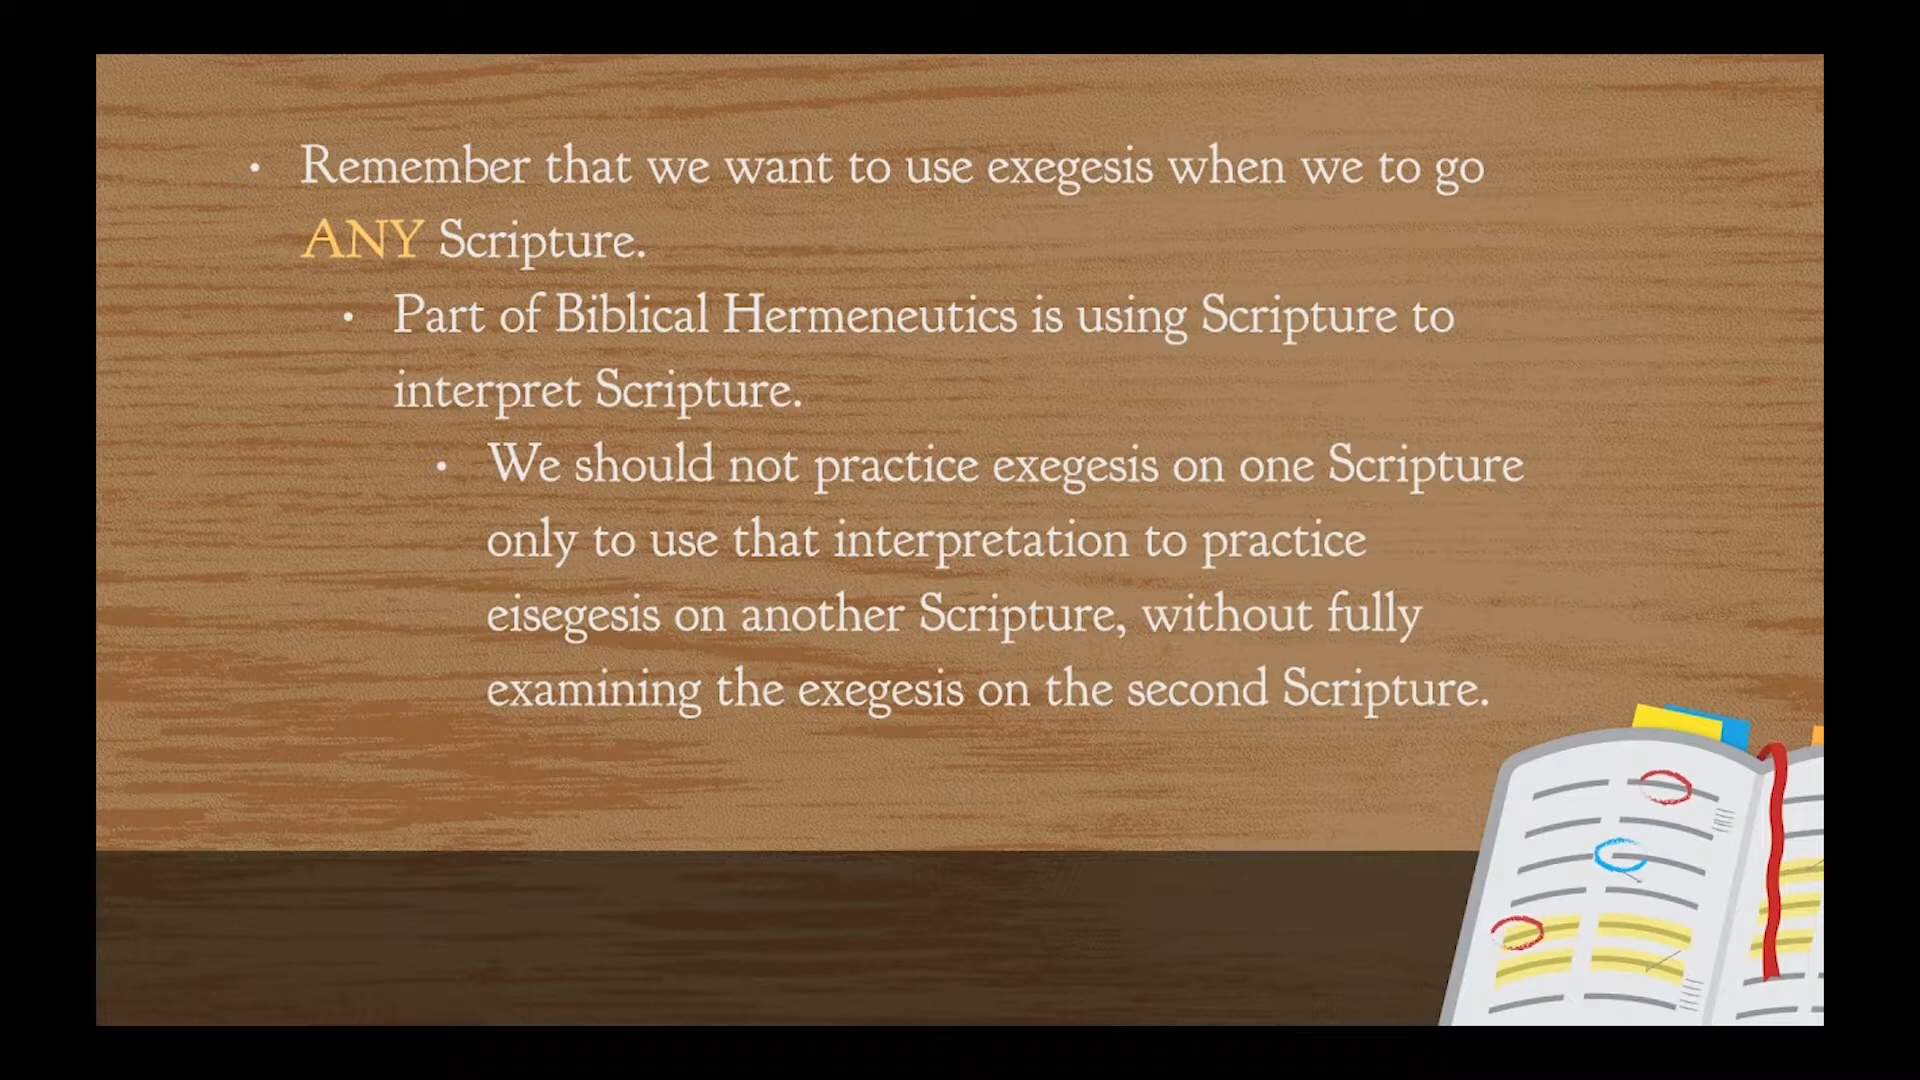 • Remember that we want to use exegesis when we to go
ANY Scripture.
• Part of Biblical Hermeneutics is using Scripture to
interpret Scripture.
• We should not practice exegesis on one Scripture
only to use that interpretation to practice
eisegesis on another Scripture, without fully
examining the exegesis on the second Scripture.